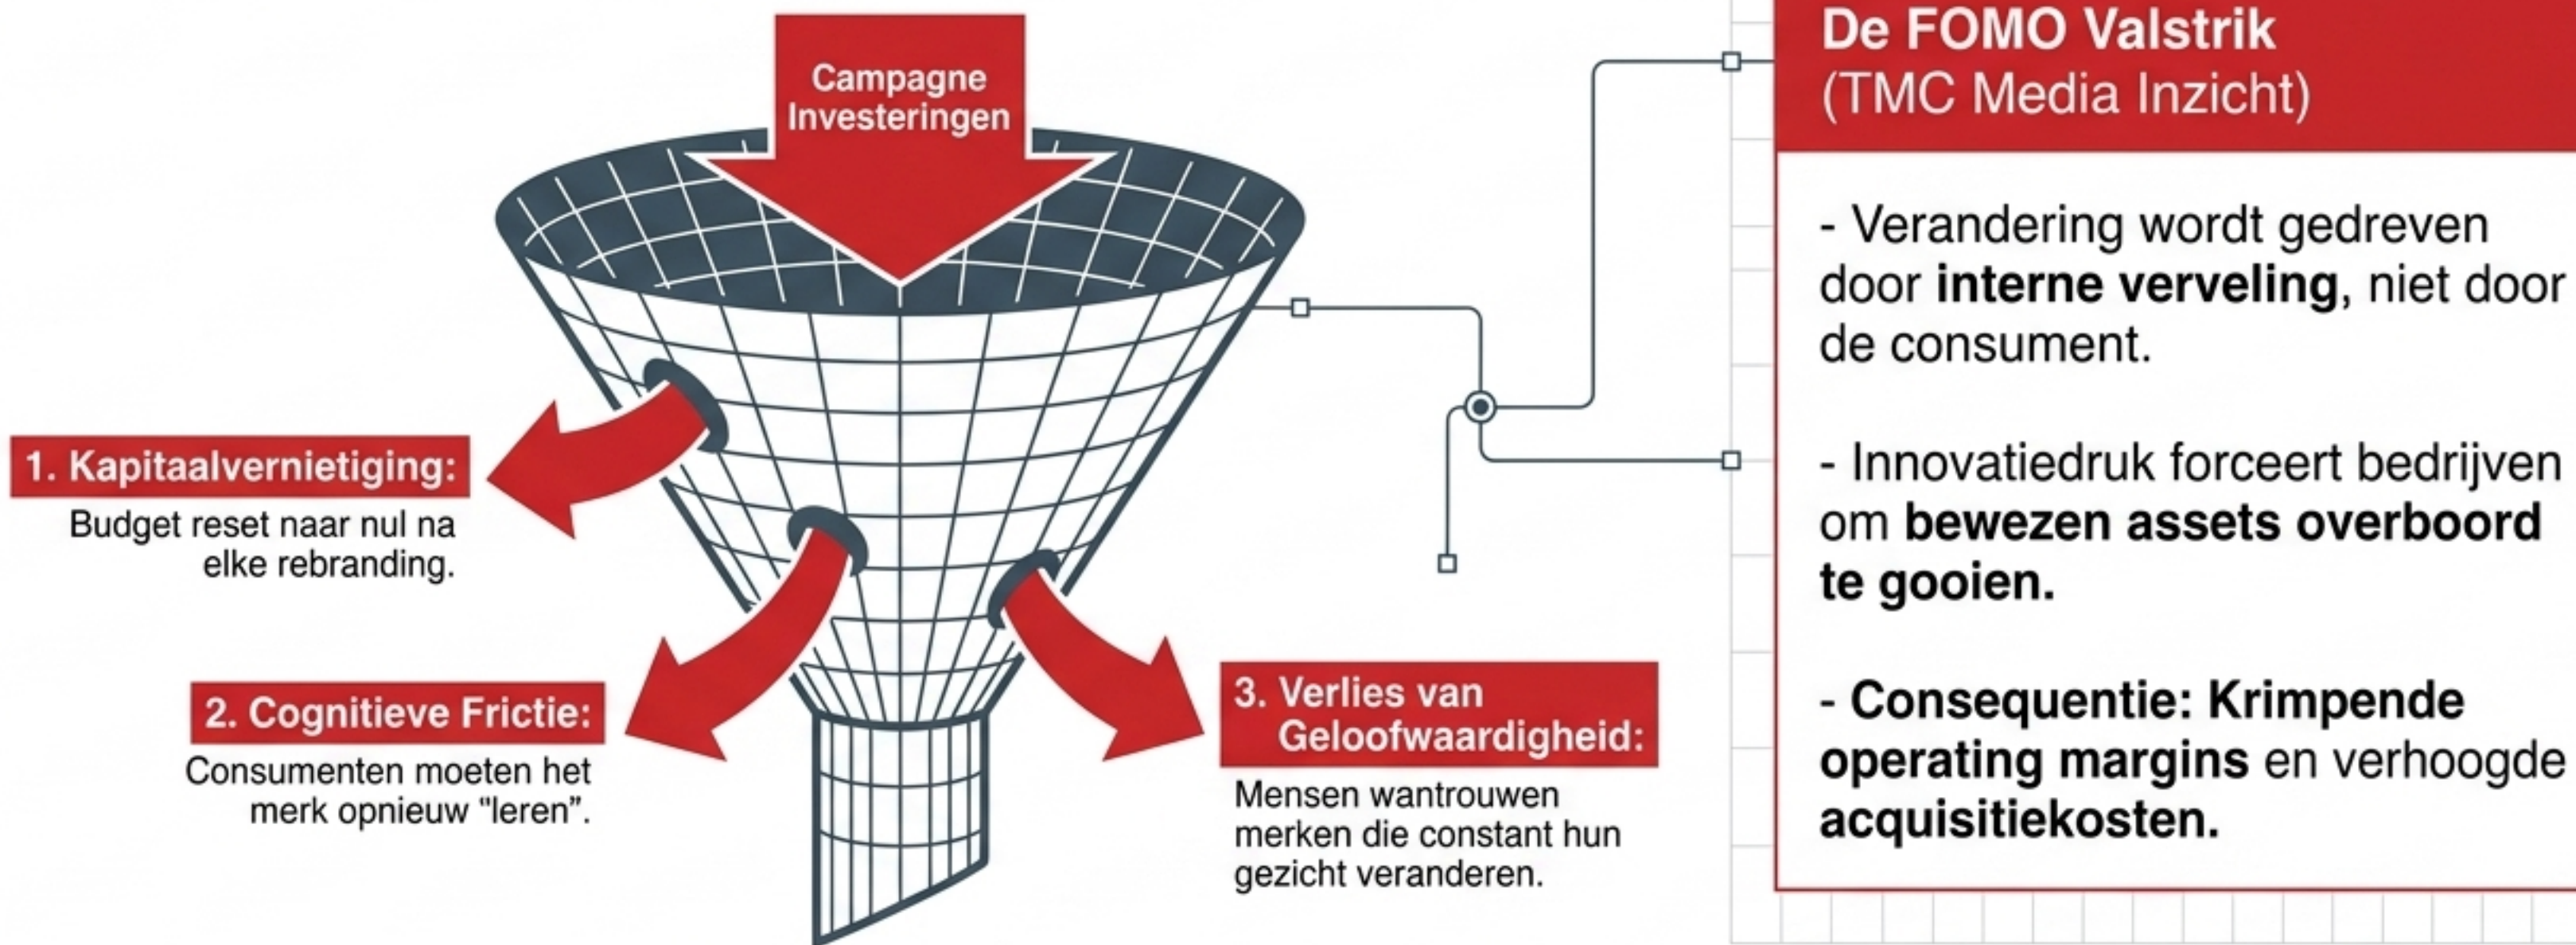 Campagne
Investeringen
1. Kapitaalvernietiging:
Budget reset naar nul na
elke rebranding.
2. Cognitieve Frictie:
Consumenten moeten het
merk opnieuw "leren".
3. Verlies van
Geloofwaardigheid:
Mensen wantrouwen
merken die constant hun
gezicht veranderen.
De FOMO Valstrik
(TMC Media Inzicht)
- Verandering wordt gedreven
door interne verveling, niet door
de consument.
- Innovatiedruk forceert bedrijven
om bewezen assets overboord
te gooien.
- Consequentie: Krimpende
operating margins en verhoogde
acquisitiekosten.